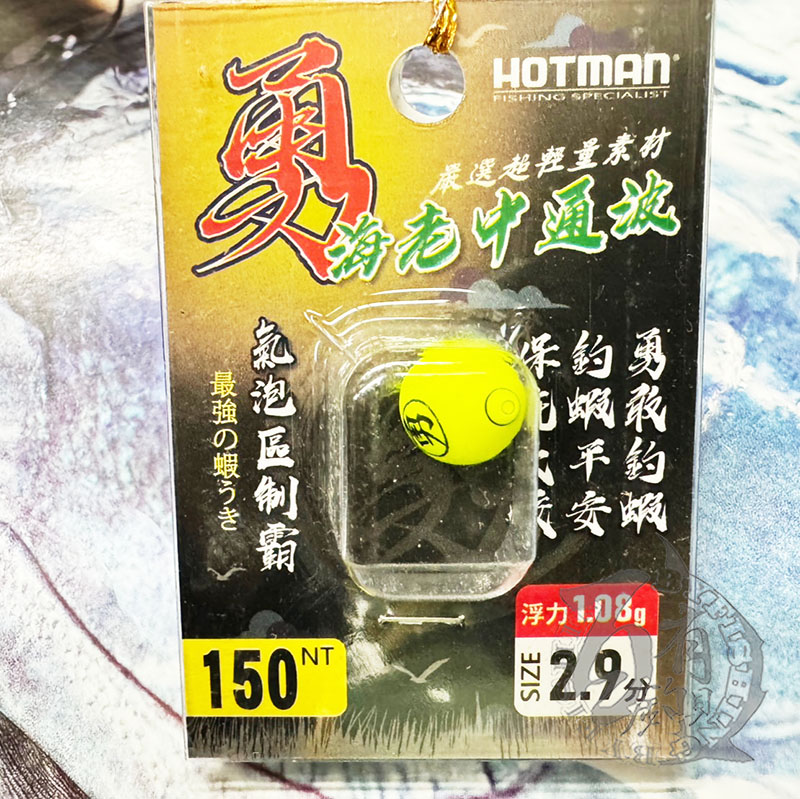 HOTMAN
FISHING SPECIALIST
勇
嚴選超輕量素材
海老中通波
勇敢釣蝦
釣蝦平安
保
氣泡區制霸
最強の蝦うき
勇
150 NT
浮力 1.08g
SIZE 2.9分